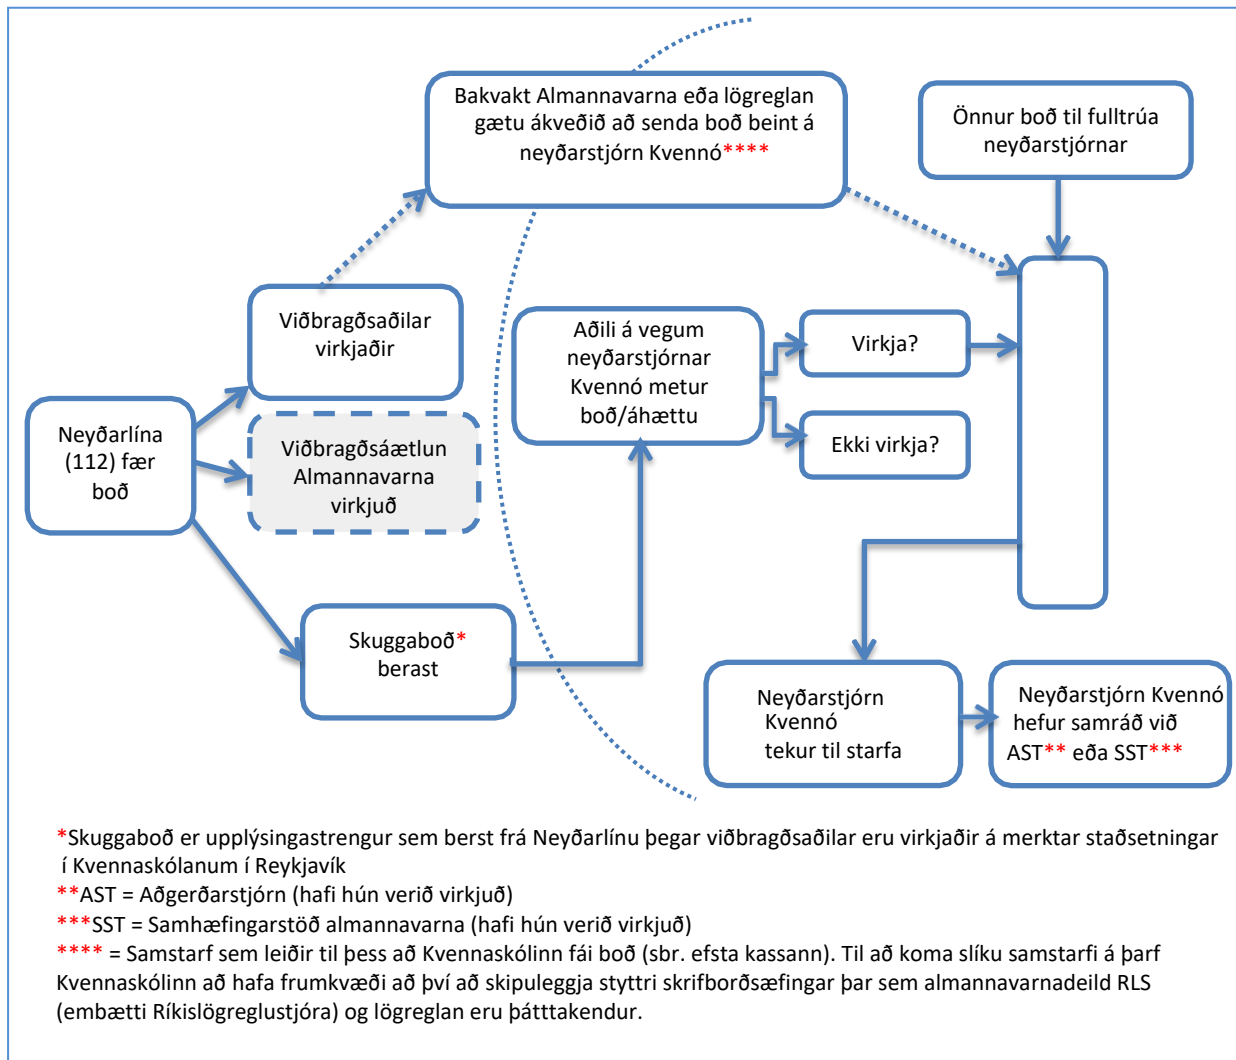 Bakvakt Almannavarna eða lögreglan
gætu ákveðið að senda boð beint á
neyðarstjórn Kvennó****
Önnur boð til fulltrúa
neyðarstjórnar
Viðbragðsaðilar
virkjaðir
Aðili á vegum
neyðarstjórnar
Kvennó metur
boð/áhættu
Virkja?
Ekki virkja?
Neyðarlína
(112) fær
boð
Viðbragðsáætlun
Almannavarna
virkjuð
Skuggaboð*
berast
Neyðarstjórn
Kvennó
tekur til starfa
Neyðarstjórn Kvennó
hefur samráð við
AST** eða SST***
*Skuggaboð er upplýsingastrengur sem berst frá Neyðarlínu þegar viðbragðsaðilar eru virkjaðir á merktar staðsetningar
í Kvennaskólanum í Reykjavík
**AST = Aðgerðarstjórn (hafi hún verið virkjuð)
***SST = Samhæfingarstöð almannavarna (hafi hún verið virkjuð)
**** = Samstarf sem leiðir til þess að Kvennaskólinn fái boð (sbr. efsta kassann). Til að koma slíku samstarfi á þarf
Kvennaskólinn að hafa frumkvæði að því að skipuleggja styttri skrifborðsæfingar þar sem almannavarnadeild RLS
(embætti Ríkislögreglustjóra) og lögreglan eru þátttakendur.